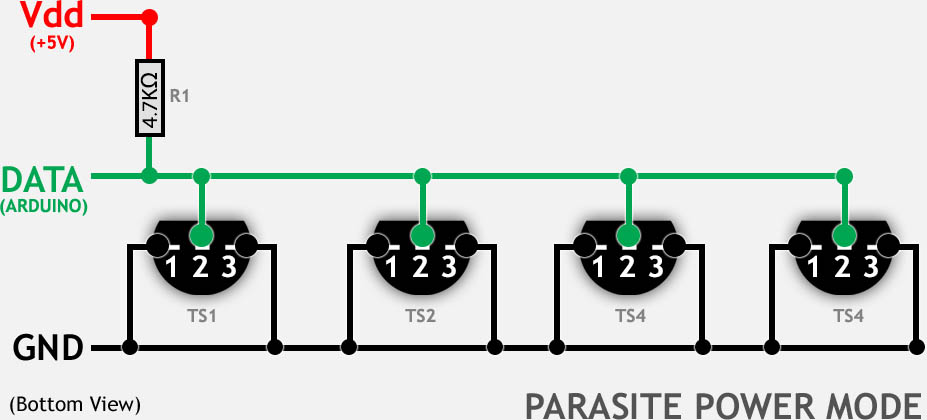 Vdd
(+5V)
4.7KΩ
R1
DATA
(ARDUINO)
1 2 3
1 2 3
1 2 3
1 2 3
TS1
TS2
TS4
TS4
GND
(Bottom View)
PARASITE POWER MODE